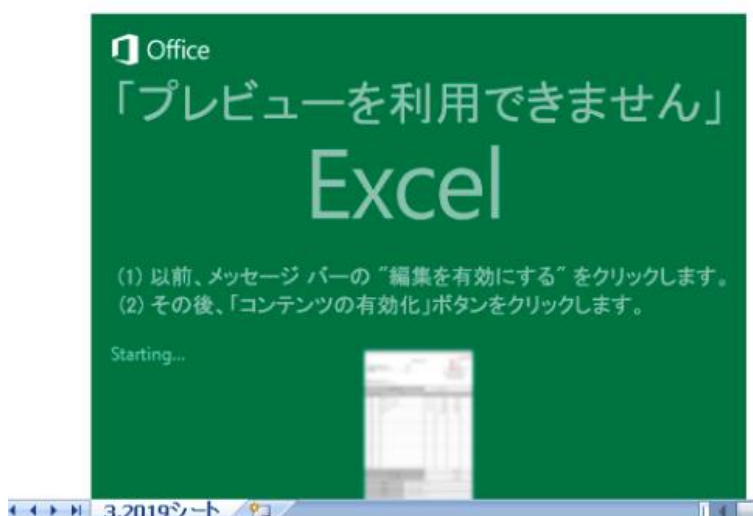 Office
「プレビューを利用できません」
Excel
(1) 以前、メッセージ バーの "編集を有効にする" をクリックします。
(2) その後、「コンテンツの有効化」ボタンをクリックします。
Starting...
3.2019シート